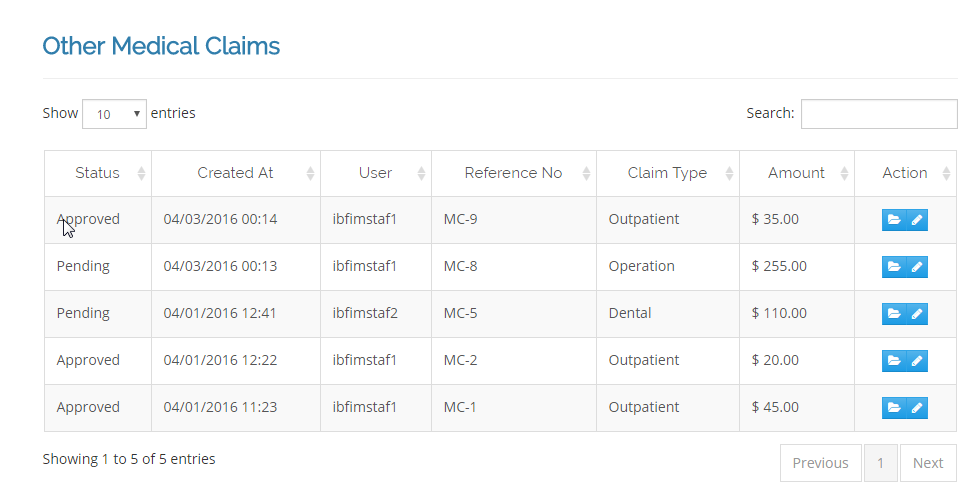 Other Medical Claims
Show 10 entries Search:
Status Created At User Reference No Claim Type Amount Action
Approved 04/03/2016 00:14 ibfimstaf1 MC-9 Outpatient $ 35.00
Pending 04/03/2016 00:13 ibfimstaf1 MC-8 Operation $ 255.00
Pending 04/01/2016 12:41 ibfimstaf2 MC-5 Dental $ 110.00
Approved 04/01/2016 12:22 ibfimstaf1 MC-2 Outpatient $ 20.00
Approved 04/01/2016 11:23 ibfimstaf1 MC-1 Outpatient $ 45.00
Showing 1 to 5 of 5 entries Previous 1 Next